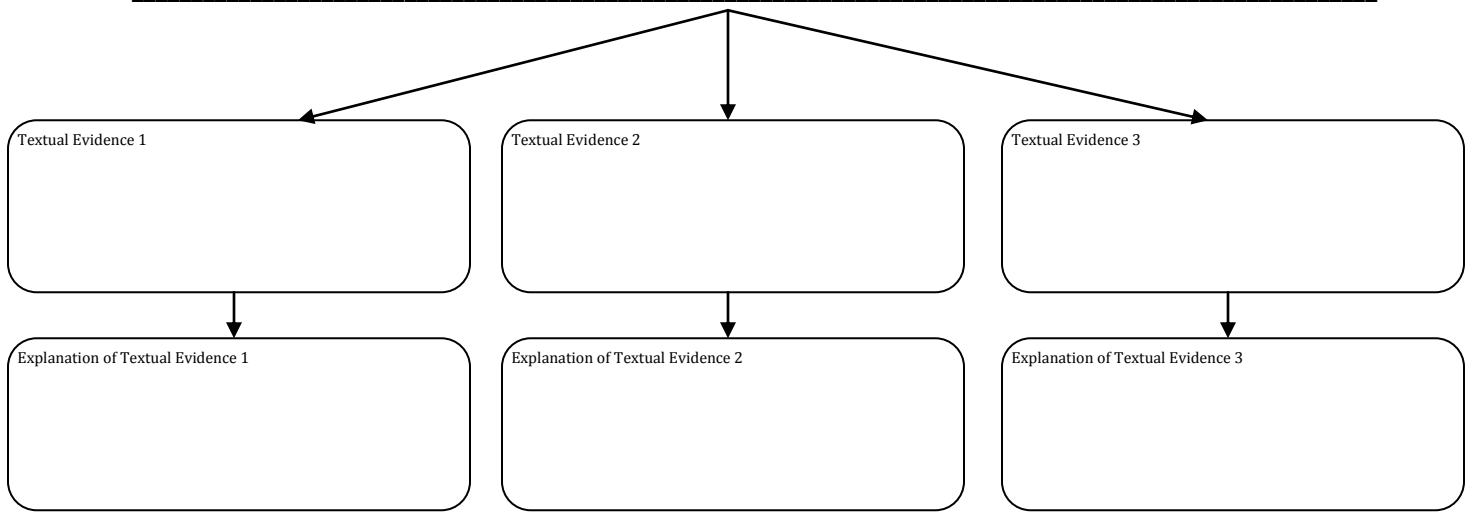 Textual Evidence 1
Textual Evidence 2
Textual Evidence 3
Explanation of Textual Evidence 1
Explanation of Textual Evidence 2
Explanation of Textual Evidence 3